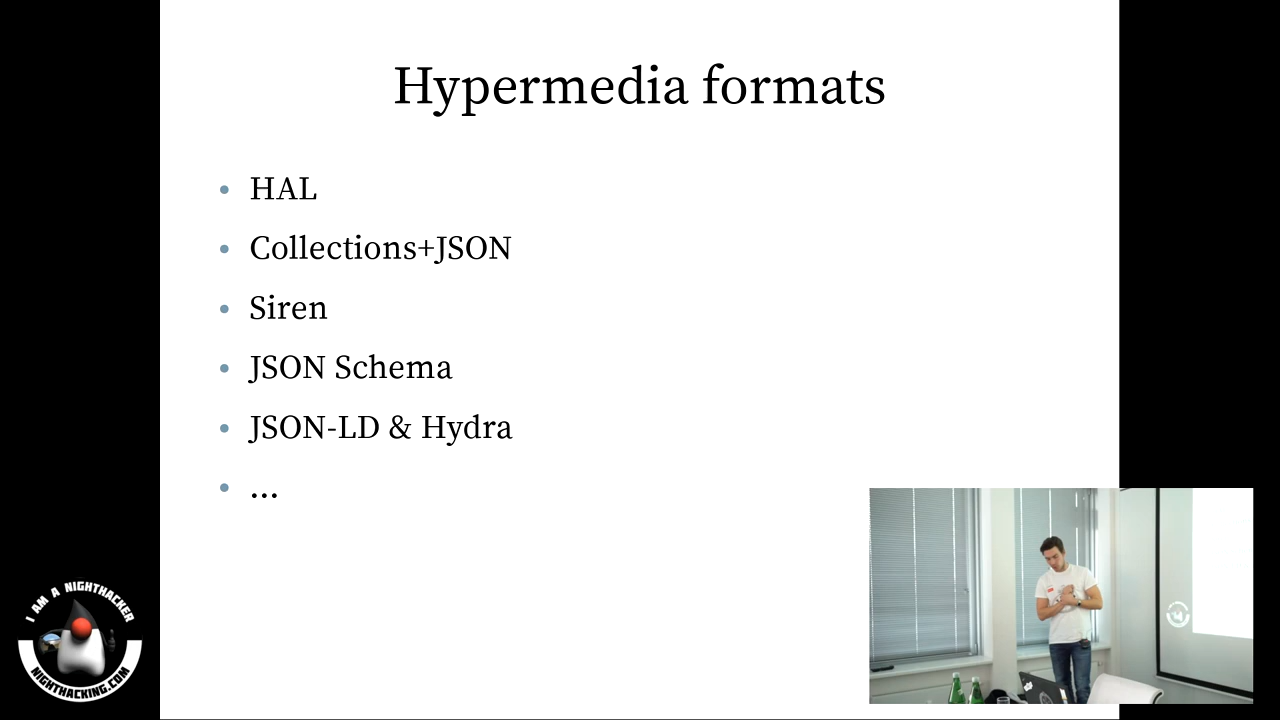 Hypermedia formats
• HAL
• Collections+JSON
• Siren
• JSON Schema
• JSON-LD & Hydra
• ...
I AM A NIGHTHACKER
NIGHTHACKING.COM